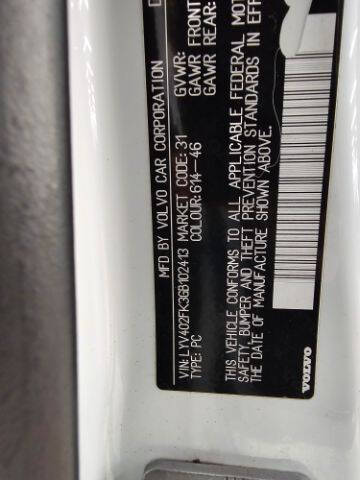 MFD BY VOLVO CAR CORPORATION
GVWR:
GAWR FRONT
GAWR REAR:
VIN: LYV402FK3GB102413 MARKET CODE: 31
TYPE: PC COLOUR: 614-46
THIS VEHICLE CONFORMS TO ALL APPLICABLE FEDERAL MOT
SAFETY, BUMPER AND THEFT PREVENTION STANDARDS IN EFF
DATE OF MANUFACTURE SHOWN ABOVE.
VOLVO